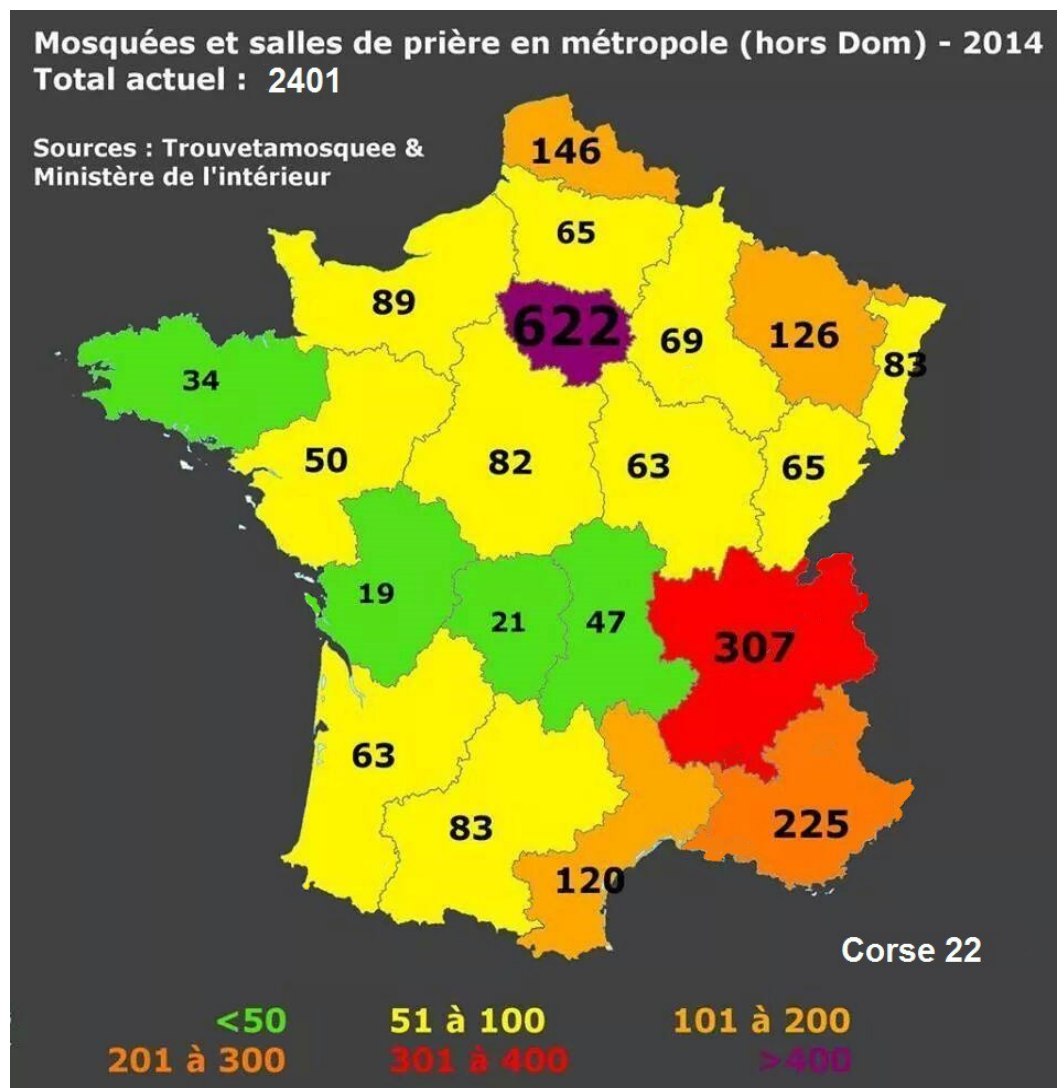 Mosquées et salles de prière en métropole (hors Dom) - 2014
Total actuel : 2401
Sources : Trouvetamosquee &
Ministère de l'intérieur
146
65
89
622
69
126
83
34
50
82
63
65
19
21
47
307
63
83
225
120
Corse 22
<50 51 à 100 101 à 200
201 à 300 301 à 400 >400